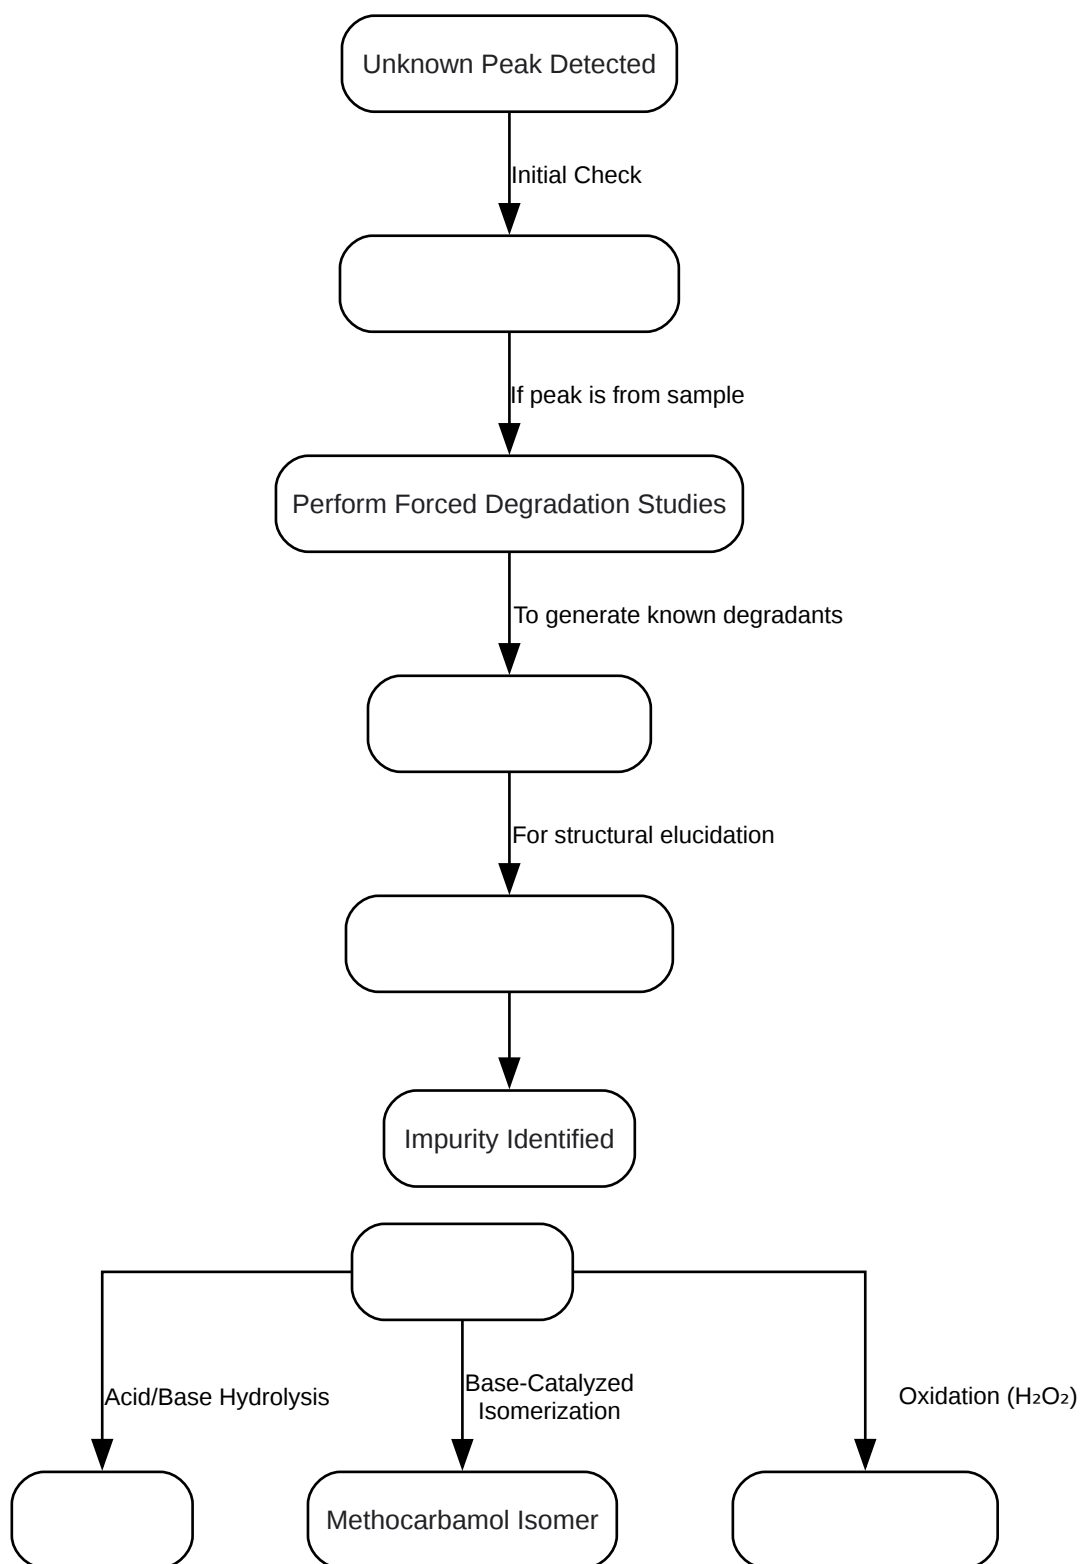 Unknown Peak Detected
Initial Check
If peak is from sample
Perform Forced Degradation Studies
To generate known degradants
For structural elucidation
Impurity Identified
Acid/Base Hydrolysis
Base-Catalyzed
Isomerization
Oxidation (H₂O₂)
Methocarbamol Isomer